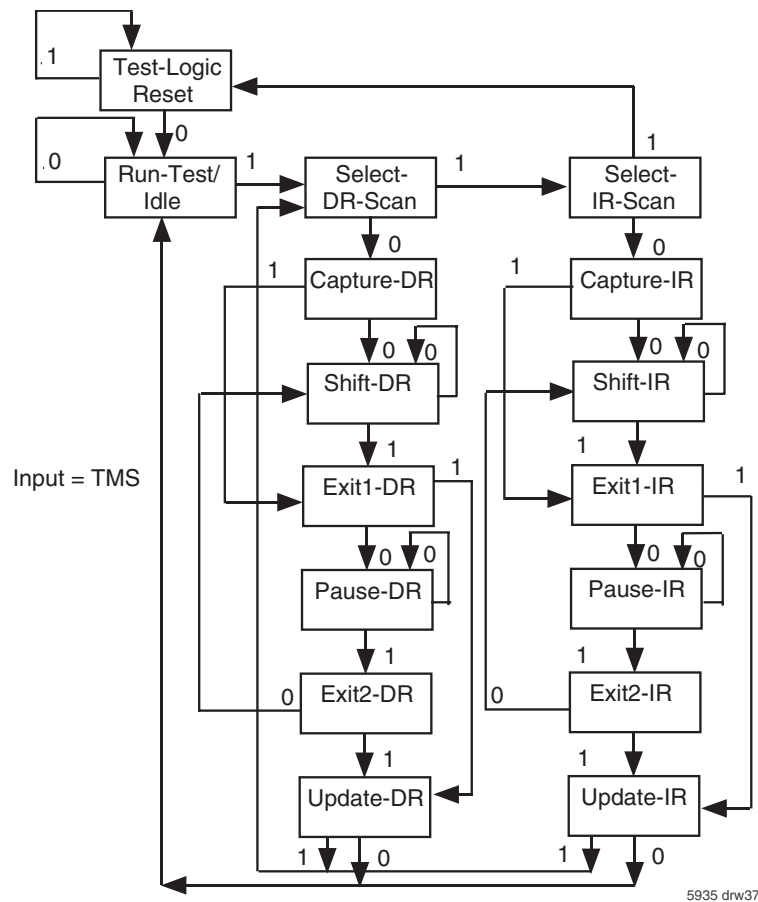 .1
Test-Logic
Reset
0
.0
Run-Test/
Idle
1
Select-
DR-Scan
1
Select-
IR-Scan
1
0
0
1
Capture-DR
1
Capture-IR
0
0
0
0
Shift-DR
Shift-IR
1
1
Input = TMS
Exit1-DR
1
Exit1-IR
1
0
0
0
0
Pause-DR
Pause-IR
1
1
0
Exit2-DR
0
Exit2-IR
1
1
Update-DR
Update-IR
1
0
1
0
5935 drw37